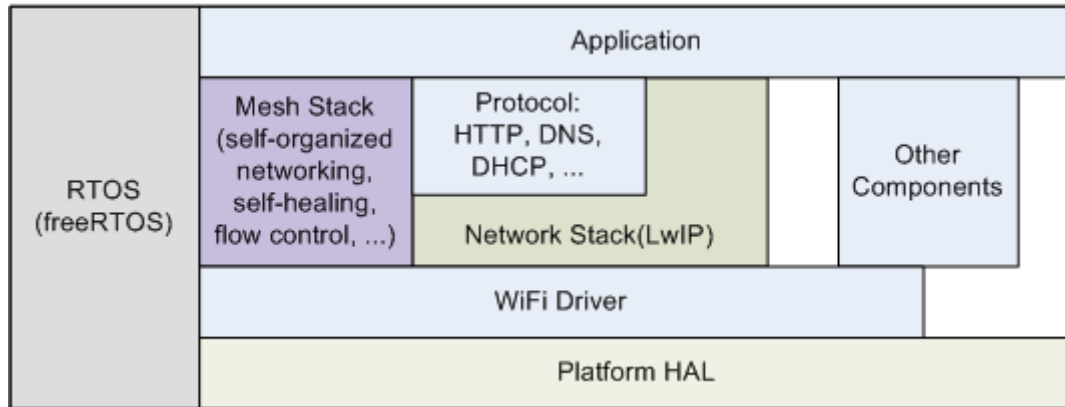 Application
RTOS
(freeRTOS)
Mesh Stack
(self-organized
networking,
self-healing,
flow control, ...)
Protocol:
HTTP, DNS,
DHCP, ...
Network Stack(LwIP)
Other
Components
WiFi Driver
Platform HAL